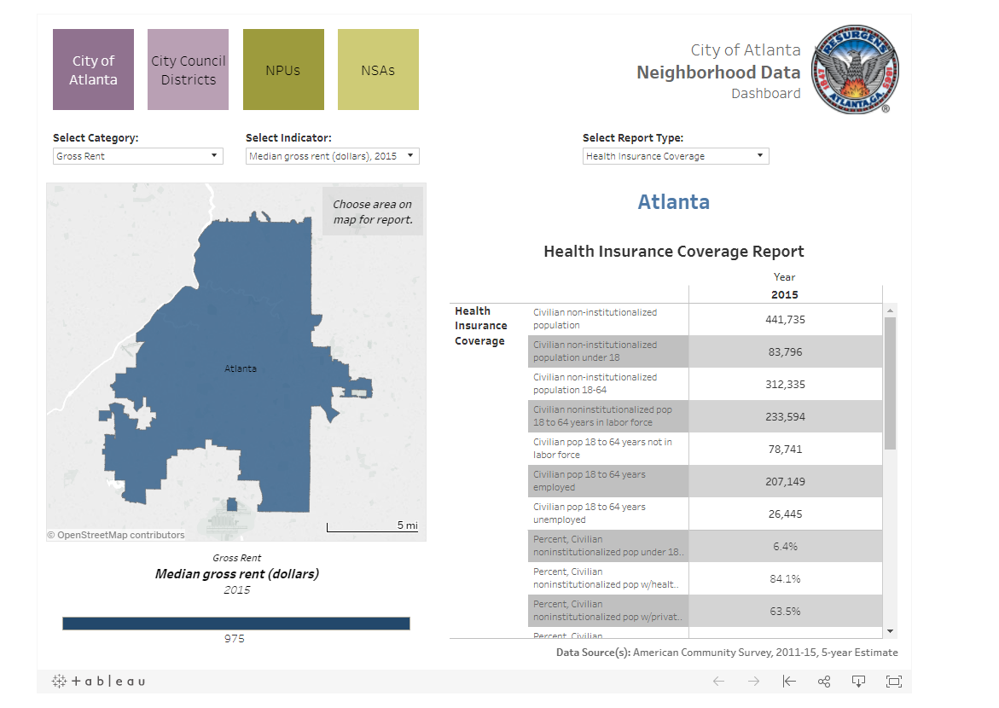 City of
Atlanta
City Council
Districts
NPUs
NSAs
City of Atlanta
Neighborhood Data
Dashboard
RESURGENS
1847
1865
ATLANTA, GA.
®
Select Category:
Select Indicator:
Select Report Type:
Gross Rent
Median gross rent (dollars), 2015
Health Insurance Coverage
Choose area on
map for report.
Atlanta
5 mi
© OpenStreetMap contributors
Gross Rent
Median gross rent (dollars)
2015
975
Atlanta
Health Insurance Coverage Report
Year
2015
Health
Insurance
Coverage
Civilian non-institutionalized
population
441,735
Civilian non-institutionalized
population under 18
83,796
Civilian non-institutionalized
population 18-64
312,335
Civilian noninstitutionalized pop
18 to 64 years in labor force
233,594
Civilian pop 18 to 64 years not in
labor force
78,741
Civilian pop 18 to 64 years
employed
207,149
Civilian pop 18 to 64 years
unemployed
26,445
Percent, Civilian
noninstitutionalized pop under 18..
6.4%
Percent, Civilian
noninstitutionalized pop w/healt..
84.1%
Percent, Civilian
noninstitutionalized pop w/privat..
63.5%
Percent, Civilian
Data Source(s): American Community Survey, 2011-15, 5-year Estimate
+ableau